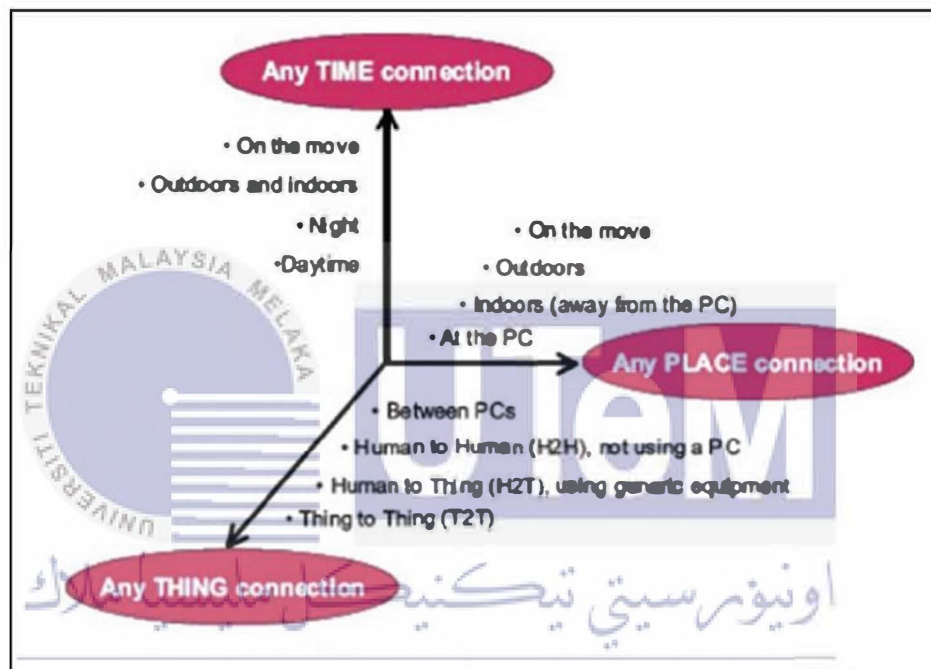 Any TIME connection
• On the move
• Outdoors and indoors
• Night
•Daytime
• On the move
• Outdoors
• Indoors (away from the PC)
• At the PC
Any PLACE connection
• Between PCs
• Human to Human (H2H), not using a PC
• Human to Thing (H2T), using generic equipment
• Thing to Thing (T2T)
Any THING connection
UNIVERSITI TEKNIKAL MALAYSIA MELAKA
UTeM
اونيۏرسيتي تيكنيكل مليسيا ملاك